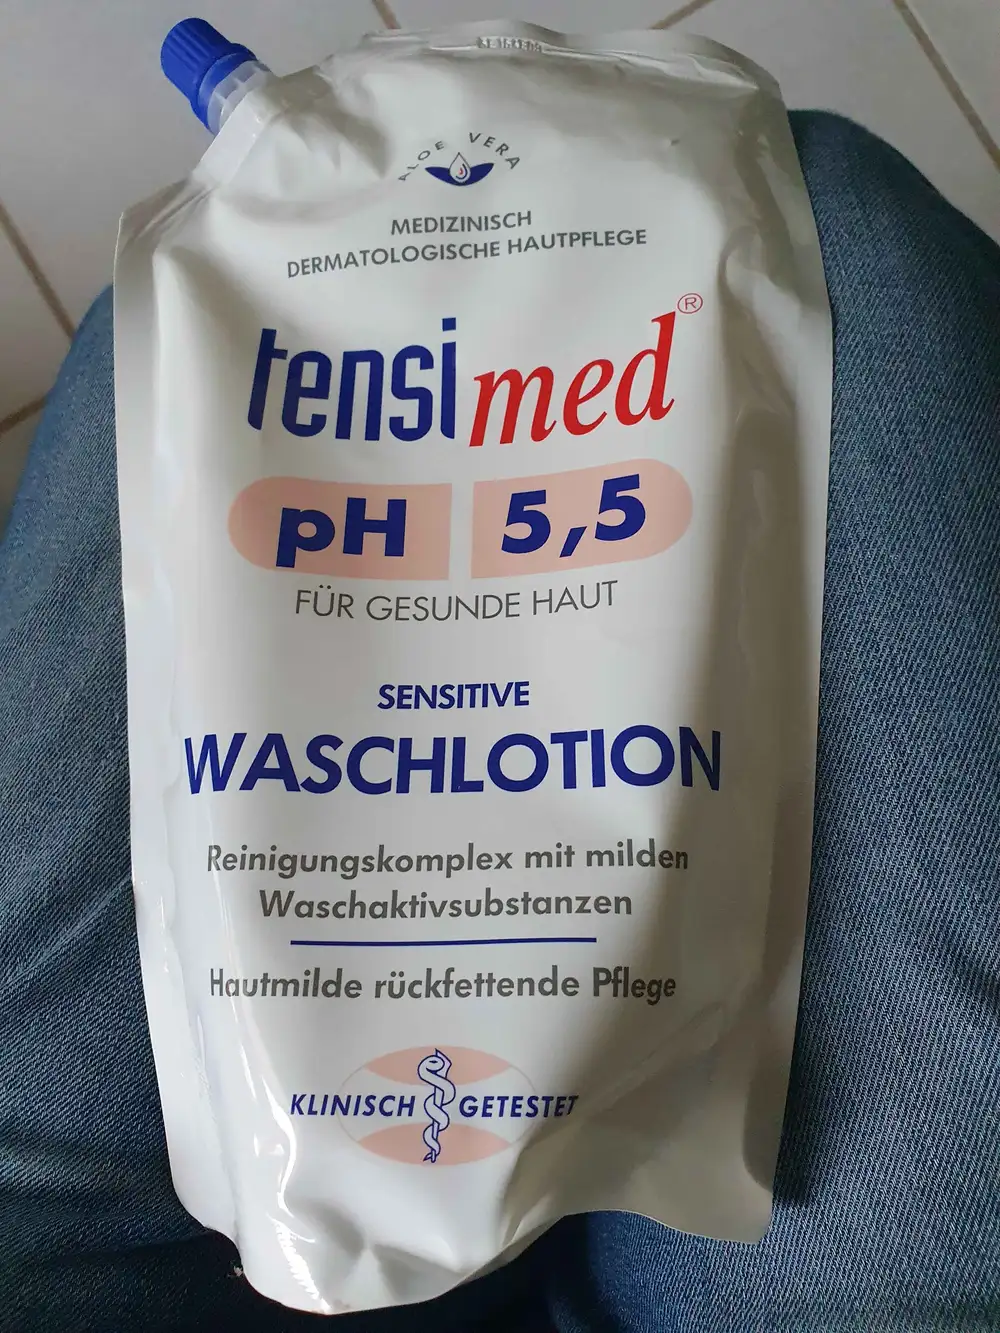 ALOE VERA
MEDIZINISCH
DERMATOLOGISCHE HAUTPFLEGE
tensimed®
pH 5,5
FÜR GESUNDE HAUT
SENSITIVE
WASCHLOTION
Reinigungskomplex mit milden
Waschaktivsubstanzen
Hautmilde rückfettende Pflege
KLINISCH GETESTET